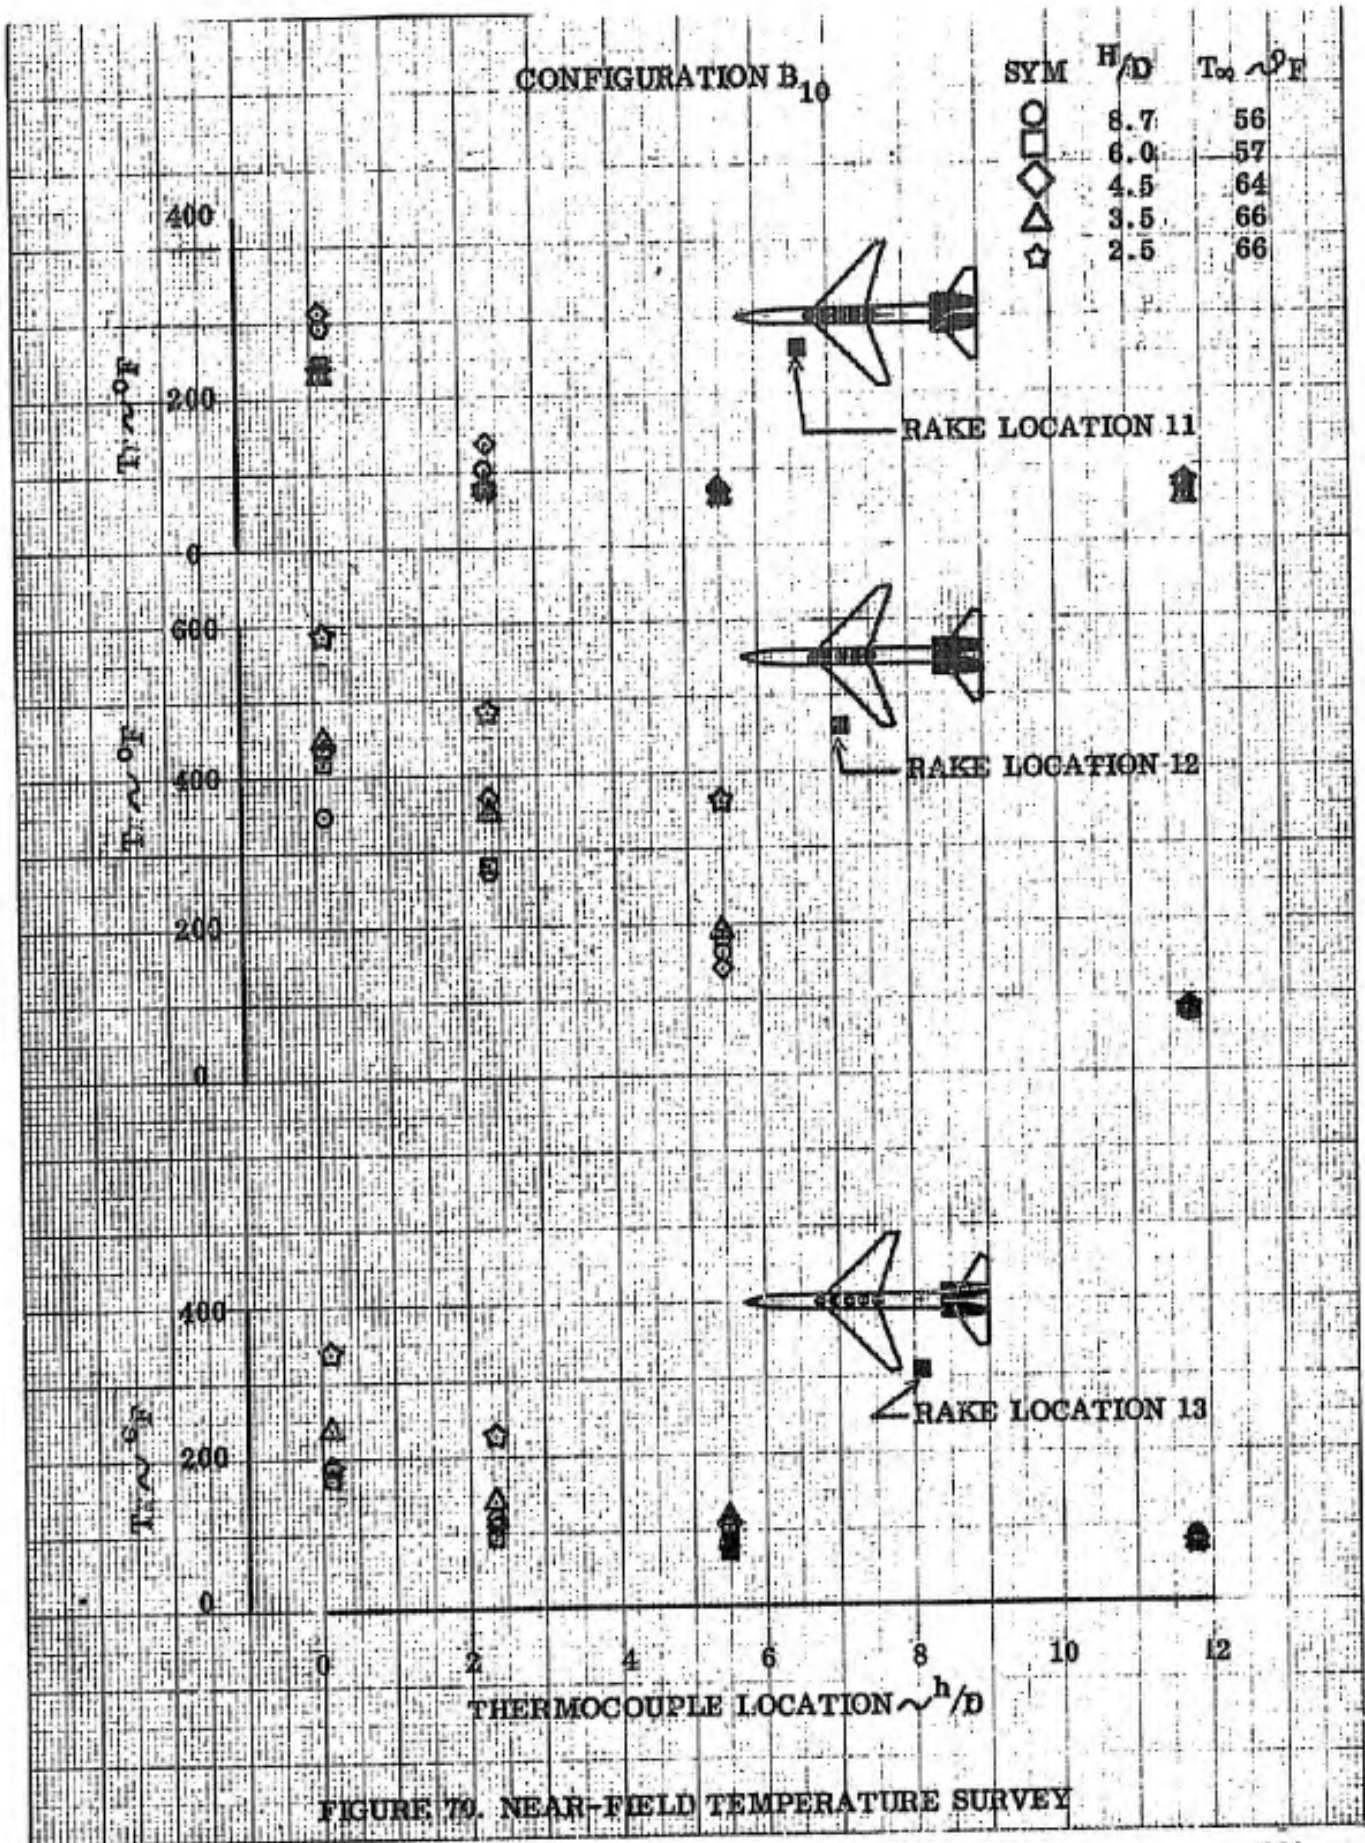 CONFIGURATION B10
SYM H/D T∞ ~°F
8.7 56
6.0 57
4.5 64
3.5 66
2.5 66
400
200
0
T ~°F
RAKE LOCATION 11
600
400
200
0
T ~°F
RAKE LOCATION 12
400
200
0
T ~°F
RAKE LOCATION 13
0 2 4 6 8 10 12
THERMOCOUPLE LOCATION ~h/D
FIGURE 70. NEAR-FIELD TEMPERATURE SURVEY